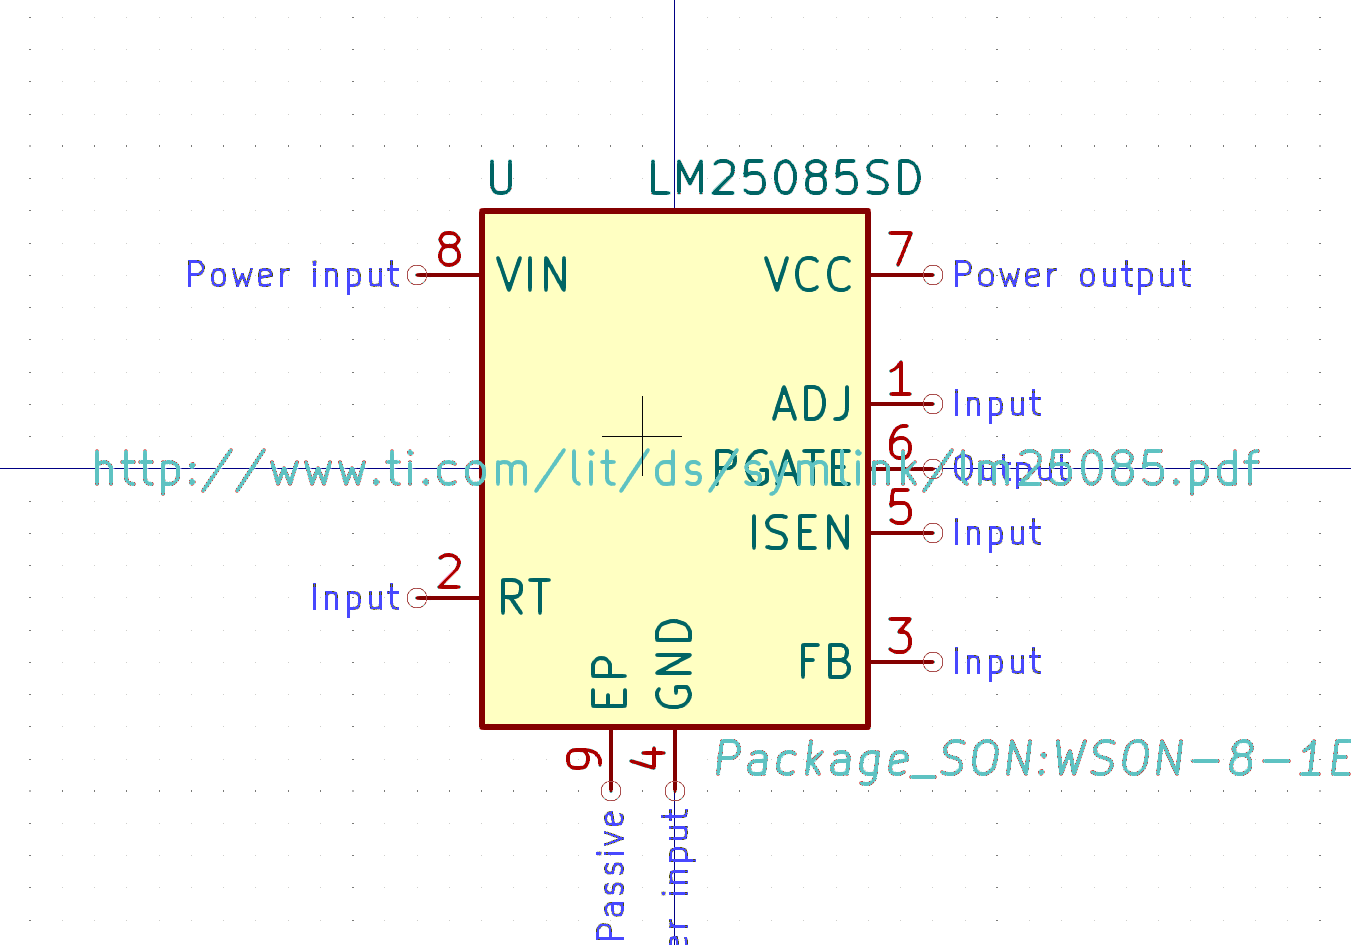 U LM25085SD
8 7
Power input VIN VCC Power output
1
ADJ Input
6
http://www.ti.com/lit/ds/symlink/lm25085.pdf
PGATE Output
5
ISEN Input
2
Input RT
3
FB Input
EP GND
9 4
Package_SON:WSON-8-1E
Passive
er input